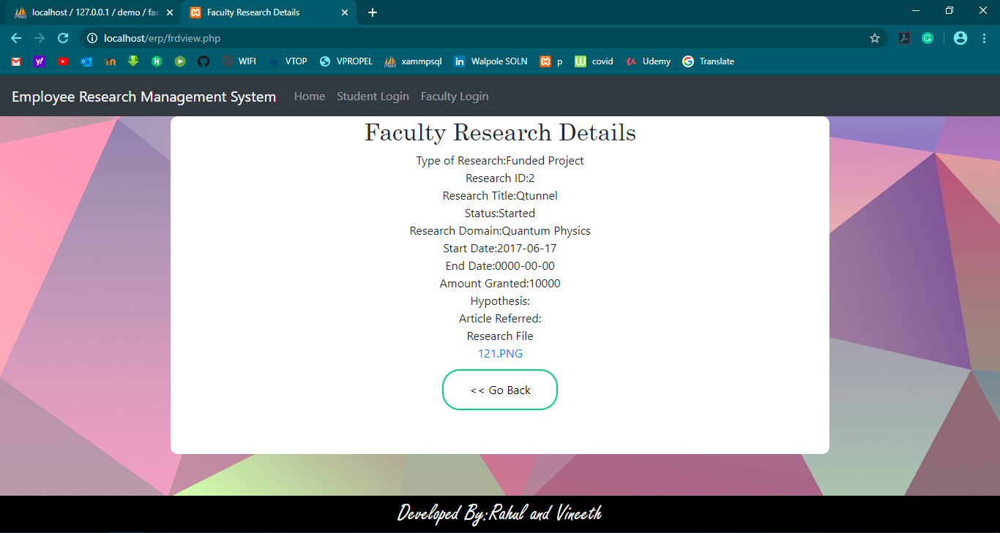 localhost / 127.0.0.1 / demo / fac
Faculty Research Details
localhost/erp/frdview.php
WIFI VTOP VPROPEL xammpsql Walpole SOLN p covid Udemy Translate
Employee Research Management System Home Student Login Faculty Login
Faculty Research Details
Type of Research:Funded Project
Research ID:2
Research Title:Qtunnel
Status:Started
Research Domain:Quantum Physics
Start Date:2017-06-17
End Date:0000-00-00
Amount Granted:10000
Hypothesis:
Article Referred:
Research File
121.PNG
<< Go Back
Developed By:Rahul and Vineeth